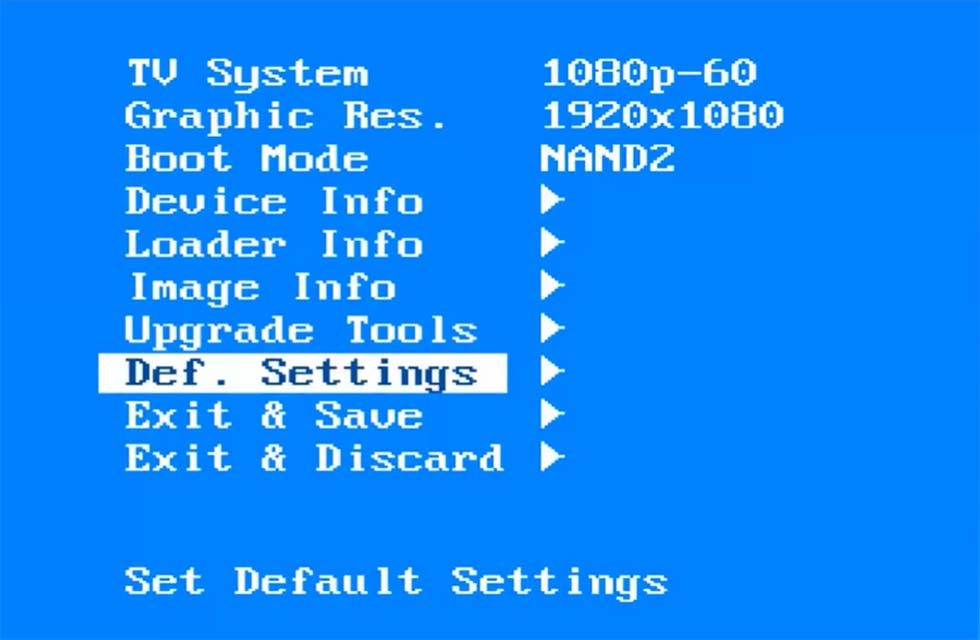 TV System 1080p-60
Graphic Res. 1920x1080
Boot Mode NAND2
Device Info ▶
Loader Info ▶
Image Info ▶
Upgrade Tools ▶
Def. Settings ▶
Exit & Save ▶
Exit & Discard ▶
Set Default Settings